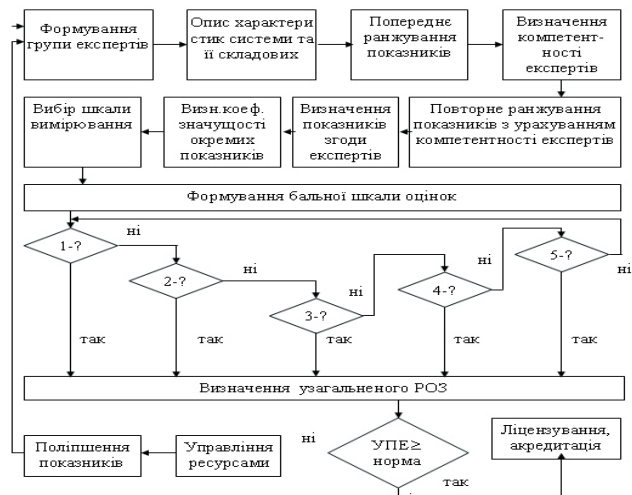 Формування
групи експертів
Опис характери
стик системи та
її складових
Попереднє
ранжування
показників
Визначення
компетент-
ності
експертів
Вибір шкали
вимірювання
Визн.коеф.
значущості
окремих
показників
Визначення
показників
згоди
експертів
Повторне ранжування
показників з урахуванням
компетентності експертів
Формування бальної шкали оцінок
1-?
ні
2-?
ні
3-?
ні
4-?
ні
5-?
ні
так
так
так
так
так
Визначення узагальненого РОЗ
Поліпшення
показників
Управління
ресурсами
ні
УПЕ≥
норма
так
Ліцензування,
акредитація